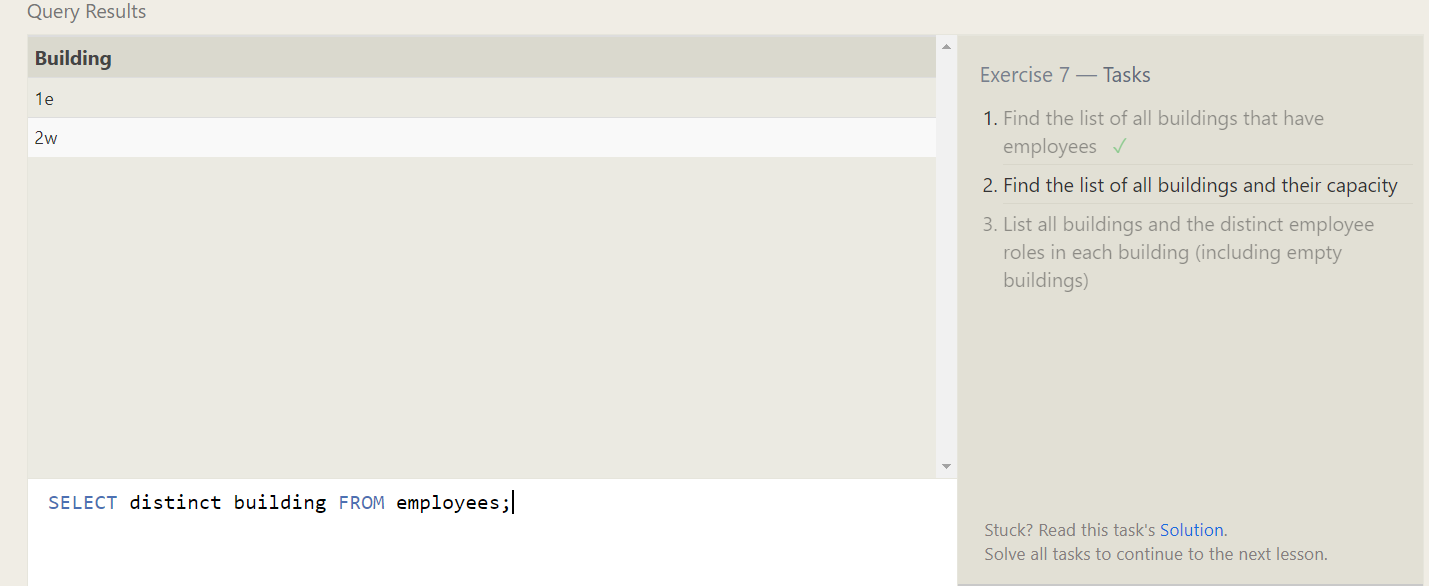 Query Results
Building
1e
2w
Exercise 7 — Tasks
1. Find the list of all buildings that have
employees ✓
2. Find the list of all buildings and their capacity
3. List all buildings and the distinct employee
roles in each building (including empty
buildings)
SELECT distinct building FROM employees;
Stuck? Read this task's Solution.
Solve all tasks to continue to the next lesson.